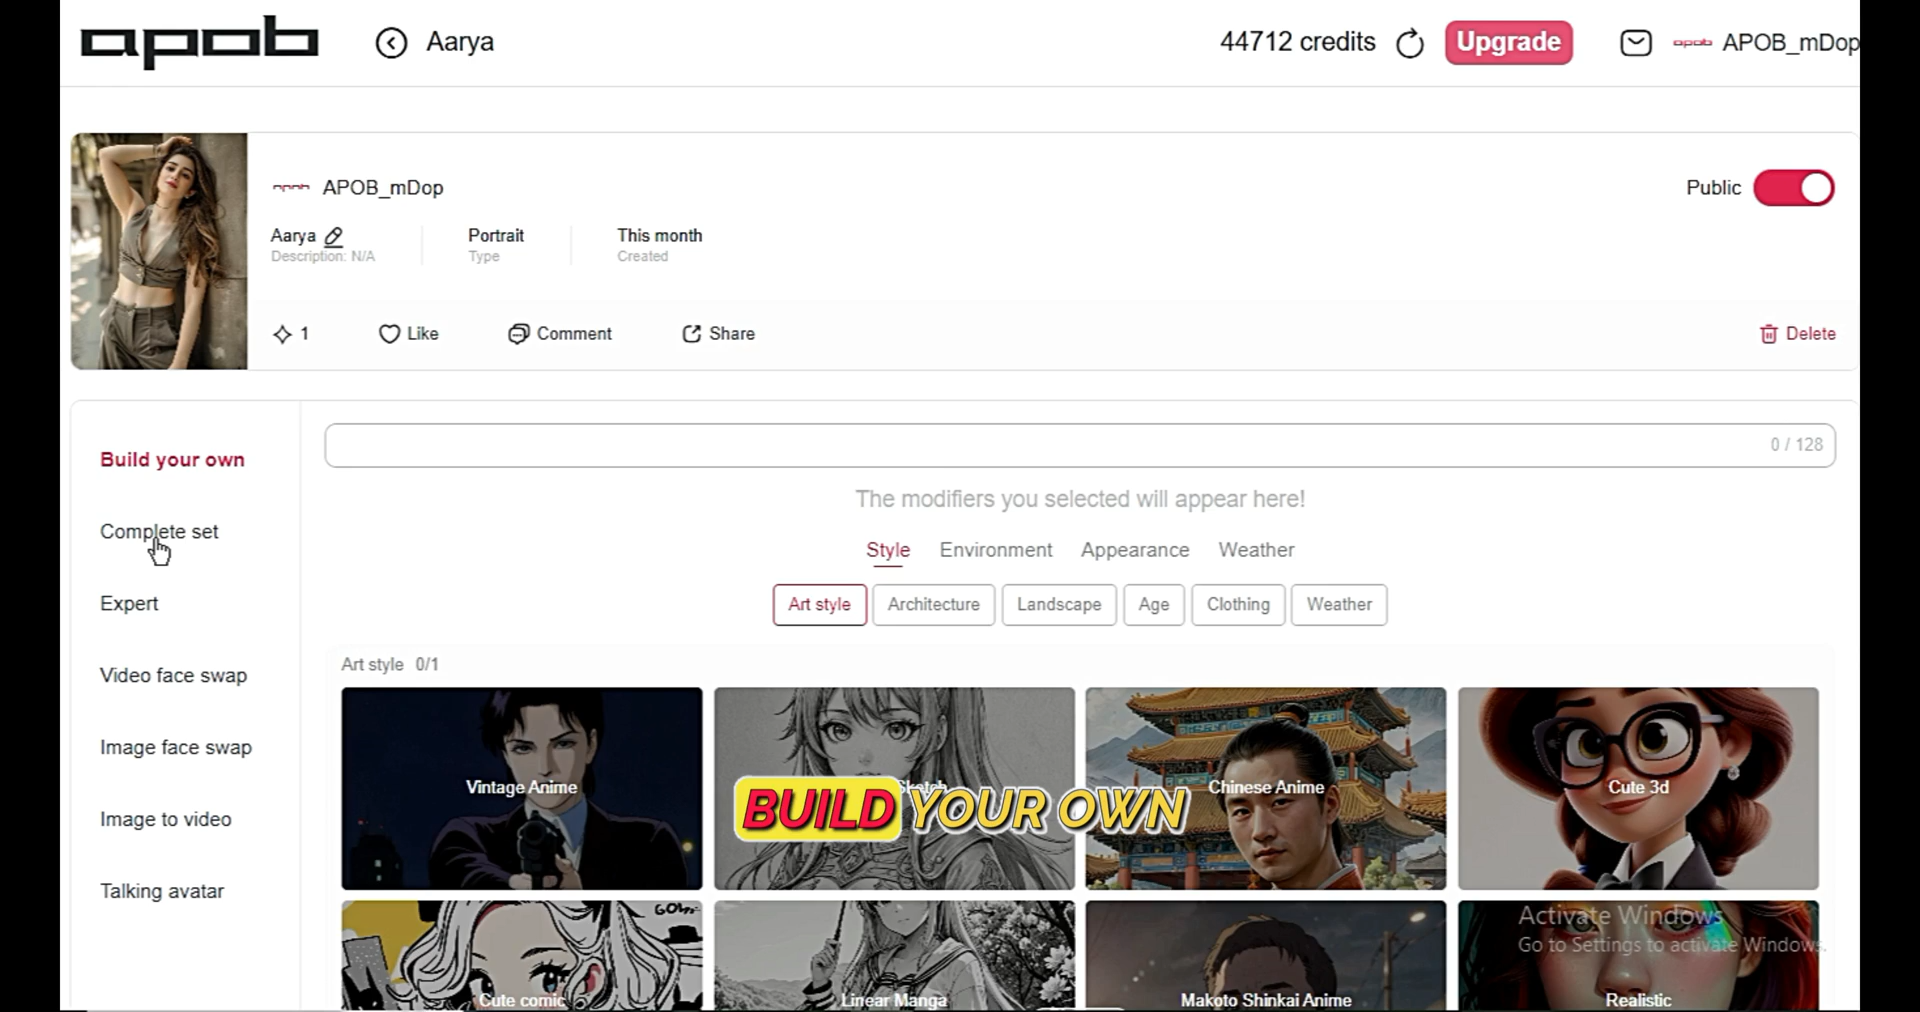 apob
Aarya
44712 credits
Upgrade
apob APOB_mDop
APOB_mDop
Public
Aarya
Description: N/A
Portrait
Type
This month
Created
1
Like
Comment
Share
Delete
Build your own
Complete set
Expert
Video face swap
Image face swap
Image to video
Talking avatar
0 / 128
The modifiers you selected will appear here!
Style Environment Appearance Weather
Art style Architecture Landscape Age Clothing Weather
Art style 0/1
Vintage Anime
Sketch
Chinese Anime
Cute 3d
BUILD YOUR OWN
Cute comic
Linear Manga
Makoto Shinkai Anime
Realistic
Activate Windows
Go to Settings to activate Windows.